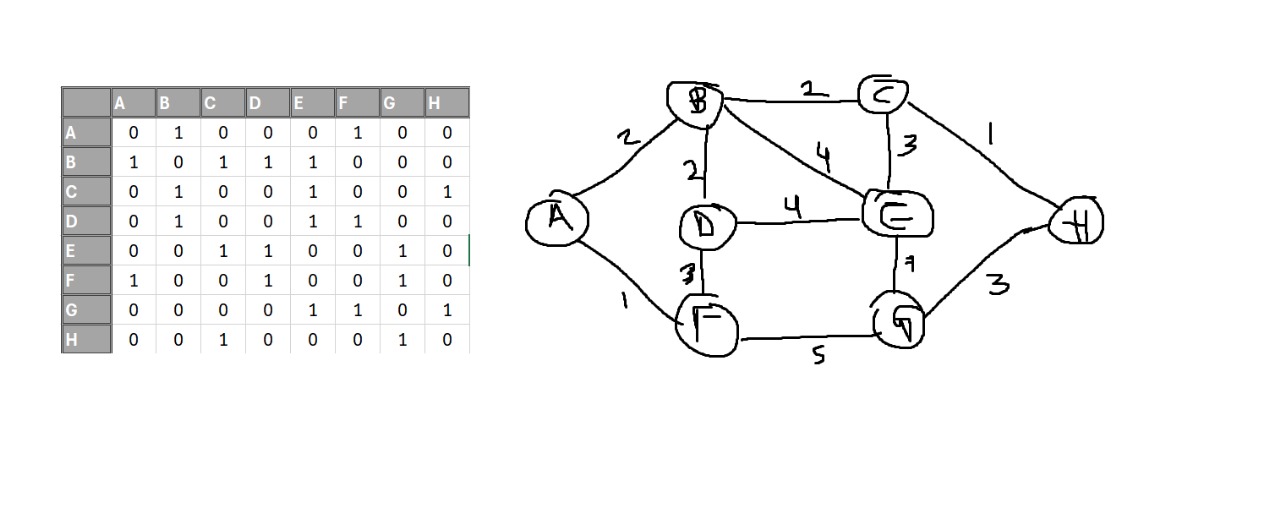 A B C D E F G H
A 0 1 0 0 0 1 0 0
B 1 0 1 1 1 0 0 0
C 0 1 0 0 1 0 0 1
D 0 1 0 0 1 1 0 0
E 0 0 1 1 0 0 1 0
F 1 0 0 1 0 0 1 0
G 0 0 0 0 1 1 0 1
H 0 0 1 0 0 0 1 0
B 2 C
2 4 3 1
2
A D 4 E H
3 1
1 3
F G
5